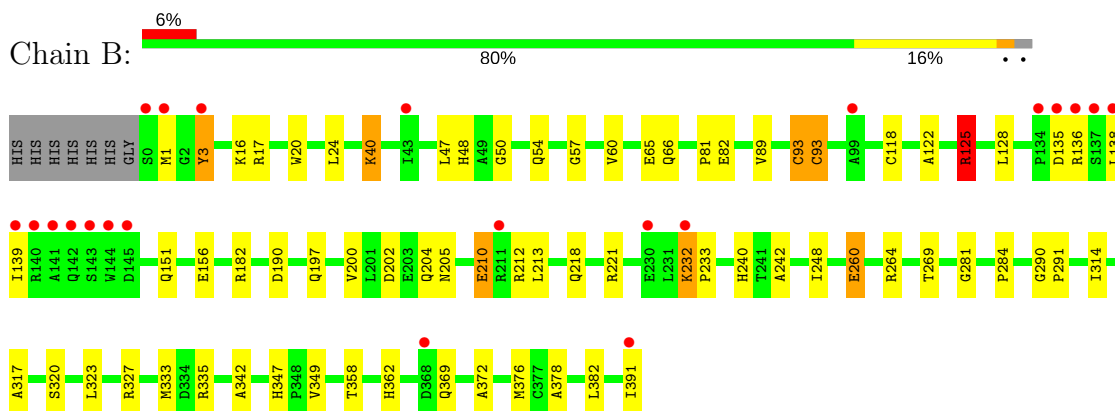 6%
Chain B:
80% 16% • •
HIS HIS HIS HIS HIS HIS GLY S0 M1 G2 Y3 K16 R17 W20 L24 K40 I43 L47 H48 A49 G50 Q54 G57 V60 E65 Q66 P81 E82 V89 C93 C93 A99 C118 A122 R125 L128 P134 D135 R136 S137 L138
I139 R140 A141 Q142 S143 W144 D145 Q151 E156 R182 D190 Q197 V200 L201 D202 E203 Q204 N205 E210 R211 R212 L213 Q218 R221 E230 L231 K232 P233 H240 T241 A242 I248 E260 R264 T269 G281 P284 G290 P291 I314
A317 S320 L323 R327 M333 D334 R335 A342 H347 P348 V349 T358 H362 D368 Q369 A372 M376 C377 A378 L382 I391